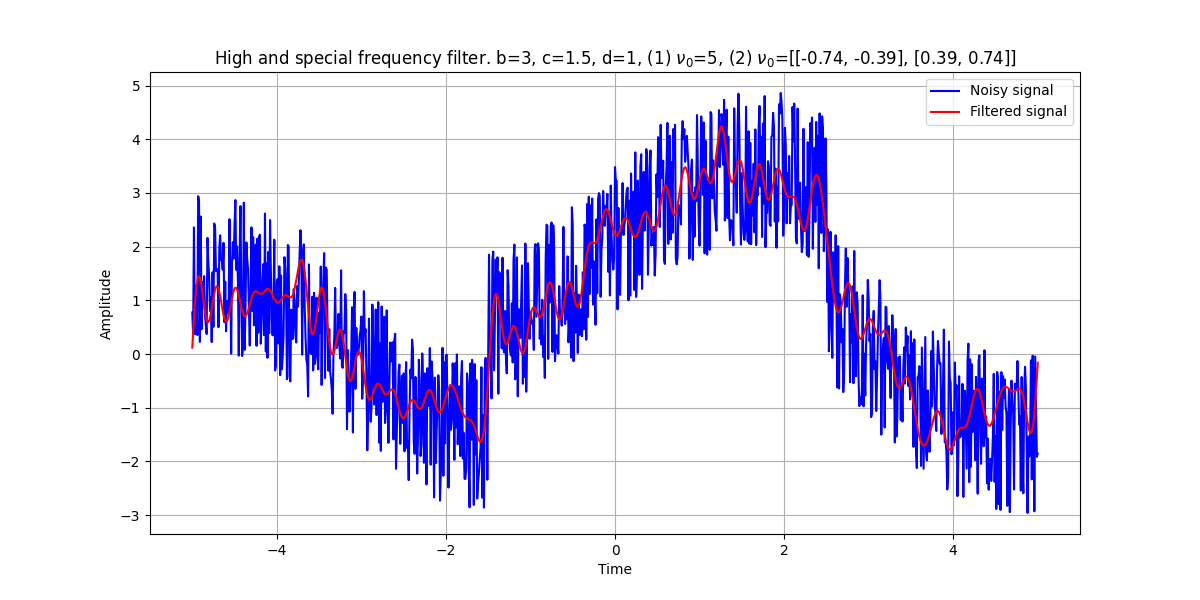 High and special frequency filter. b=3, c=1.5, d=1, (1) ν₀=5, (2) ν₀=[[-0.74, -0.39], [0.39, 0.74]]
Noisy signal
Filtered signal
5
4
3
2
1
0
−1
−2
−3
Amplitude
−4
−2
0
2
4
Time